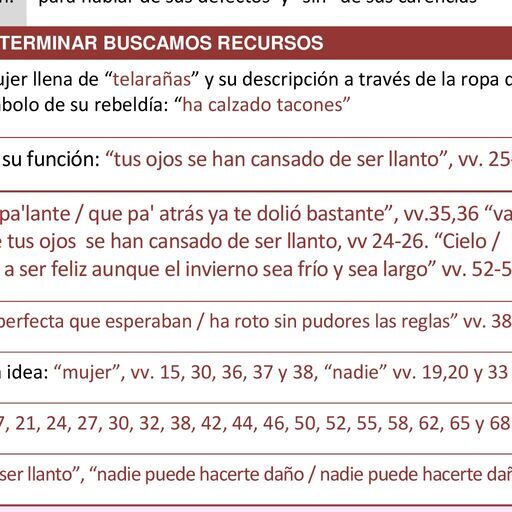 para hablar de sus defectos y "sin" de sus carencias
TERMINAR BUSCAMOS RECURSOS
ujer llena de “telarañas” y su descripción a través de la ropa
bolo de su rebeldía: “ha calzado tacones”
su función: “tus ojos se han cansado de ser llanto”, vv. 25-
pa'lante / que pa' atrás ya te dolió bastante”, vv.35,36 “va
e tus ojos se han cansado de ser llanto, vv 24-26. “Cielo /
a ser feliz aunque el invierno sea frío y sea largo” vv. 52-5
perfecta que esperaban / ha roto sin pudores las reglas” vv. 38
idea: “mujer”, vv. 15, 30, 36, 37 y 38, “nadie” vv. 19,20 y 33
7, 21, 24, 27, 30, 32, 38, 42, 44, 46, 50, 52, 55, 58, 62, 65 y 68
ser llanto”, “nadie puede hacerte daño / nadie puede hacerte dañ